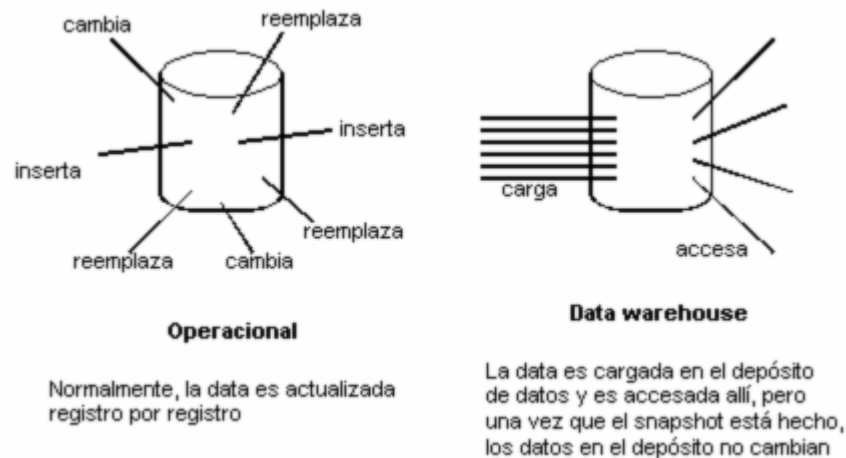 cambia
reemplaza
inserta
inserta
reemplaza
reemplaza
cambia
Operacional
Normalmente, la data es actualizada
registro por registro
carga
accesa
Data warehouse
La data es cargada en el depósito
de datos y es accesada allí, pero
una vez que el snapshot está hecho,
los datos en el depósito no cambian